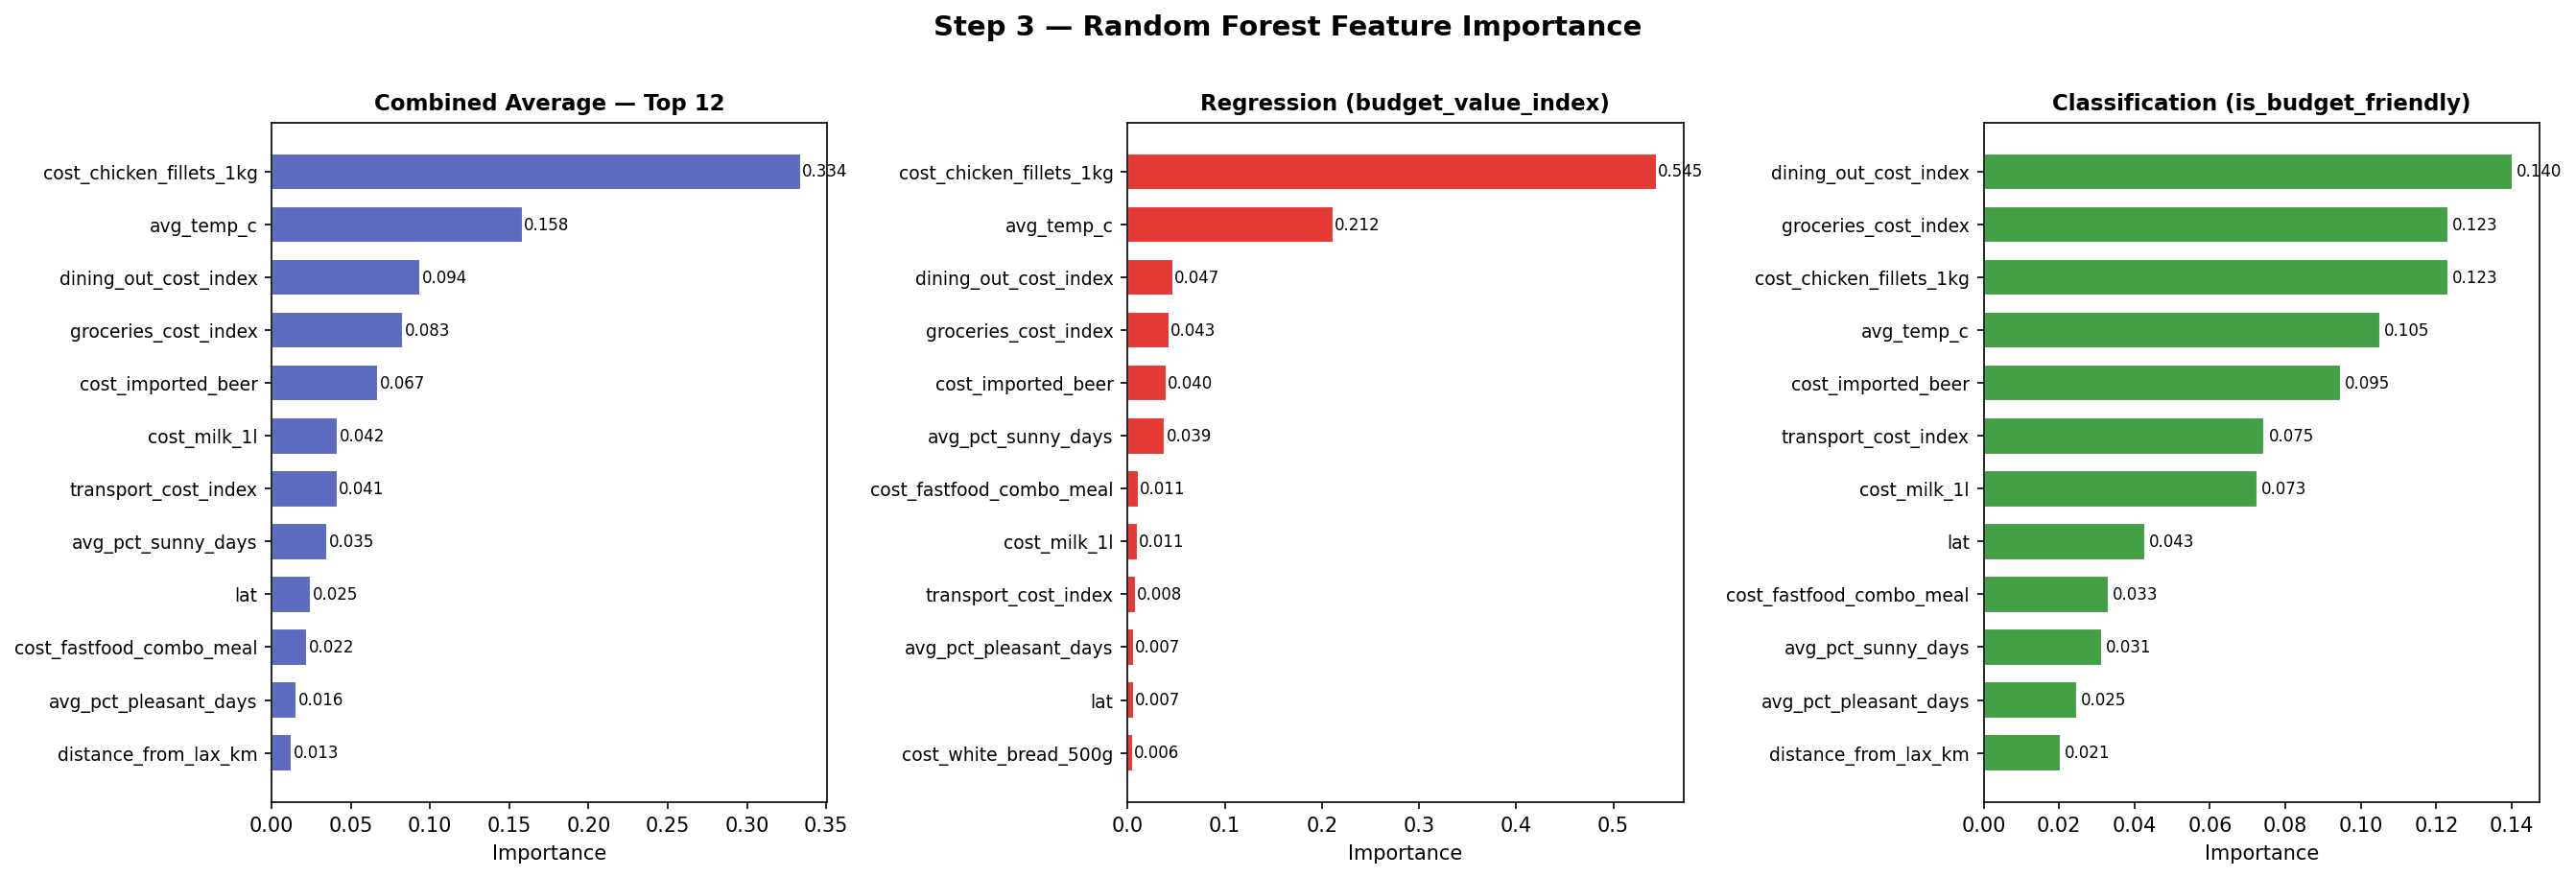 Step 3 — Random Forest Feature Importance
Combined Average — Top 12
cost_chicken_fillets_1kg 0.334
avg_temp_c 0.158
dining_out_cost_index 0.094
groceries_cost_index 0.083
cost_imported_beer 0.067
cost_milk_1l 0.042
transport_cost_index 0.041
avg_pct_sunny_days 0.035
lat 0.025
cost_fastfood_combo_meal 0.022
avg_pct_pleasant_days 0.016
distance_from_lax_km 0.013
0.00 0.05 0.10 0.15 0.20 0.25 0.30 0.35
Importance
Regression (budget_value_index)
cost_chicken_fillets_1kg 0.545
avg_temp_c 0.212
dining_out_cost_index 0.047
groceries_cost_index 0.043
cost_imported_beer 0.040
avg_pct_sunny_days 0.039
cost_fastfood_combo_meal 0.011
cost_milk_1l 0.011
transport_cost_index 0.008
avg_pct_pleasant_days 0.007
lat 0.007
cost_white_bread_500g 0.006
0.0 0.1 0.2 0.3 0.4 0.5
Importance
Classification (is_budget_friendly)
dining_out_cost_index 0.140
groceries_cost_index 0.123
cost_chicken_fillets_1kg 0.123
avg_temp_c 0.105
cost_imported_beer 0.095
transport_cost_index 0.075
cost_milk_1l 0.073
lat 0.043
cost_fastfood_combo_meal 0.033
avg_pct_sunny_days 0.031
avg_pct_pleasant_days 0.025
distance_from_lax_km 0.021
0.00 0.02 0.04 0.06 0.08 0.10 0.12 0.14
Importance